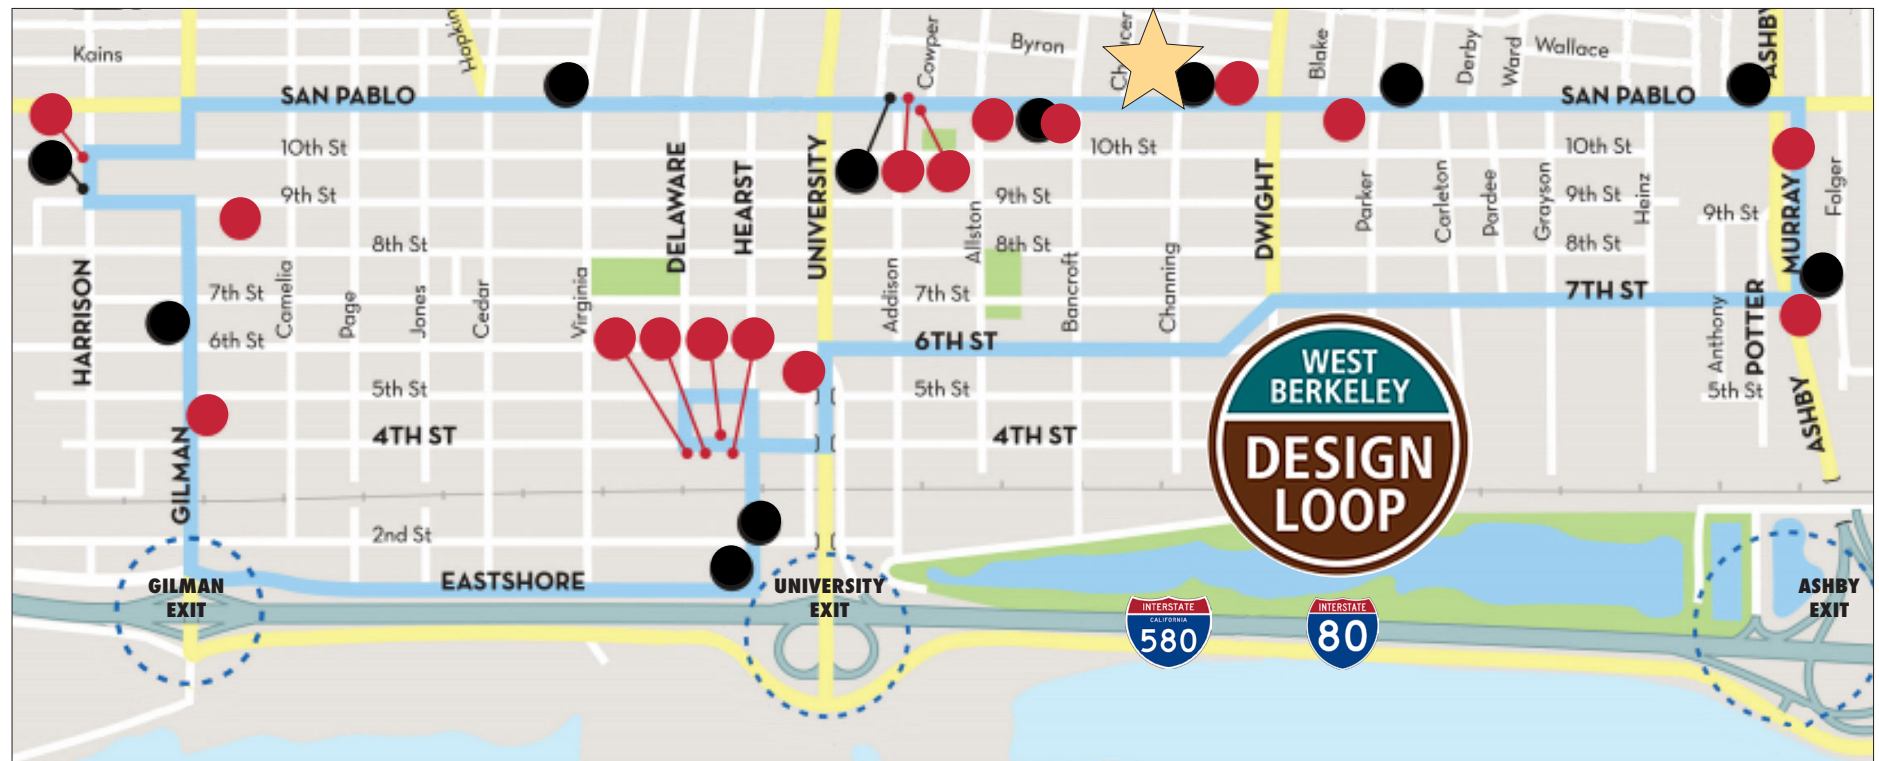 Kains
Hopkin
Cowper
Byron
Blake
Derby
Ward
Wallace
ASHBY
SAN PABLO
SAN PABLO
10th St
10th St
10th St
9th St
9th St
9th St
9th St
8th St
8th St
8th St
7th St
7th St
7TH ST
6th St
6TH ST
5th St
5th St
5th St
4TH ST
4TH ST
2nd St
HARRISON
GILMAN
Camelia
Page
Jones
Cedar
Virginia
DELAWARE
HEARST
UNIVERSITY
Addison
Allston
Bancroft
Channing
DWIGHT
Parker
Carleton
Pardee
Grayson
Heinz
Anthony
POTTER
MURRAY
Folger
ASHBY
WEST
BERKELEY
DESIGN
LOOP
EASTSHORE
GILMAN
EXIT
UNIVERSITY
EXIT
ASHBY
EXIT
INTERSTATE
CALIFORNIA
580
INTERSTATE
80